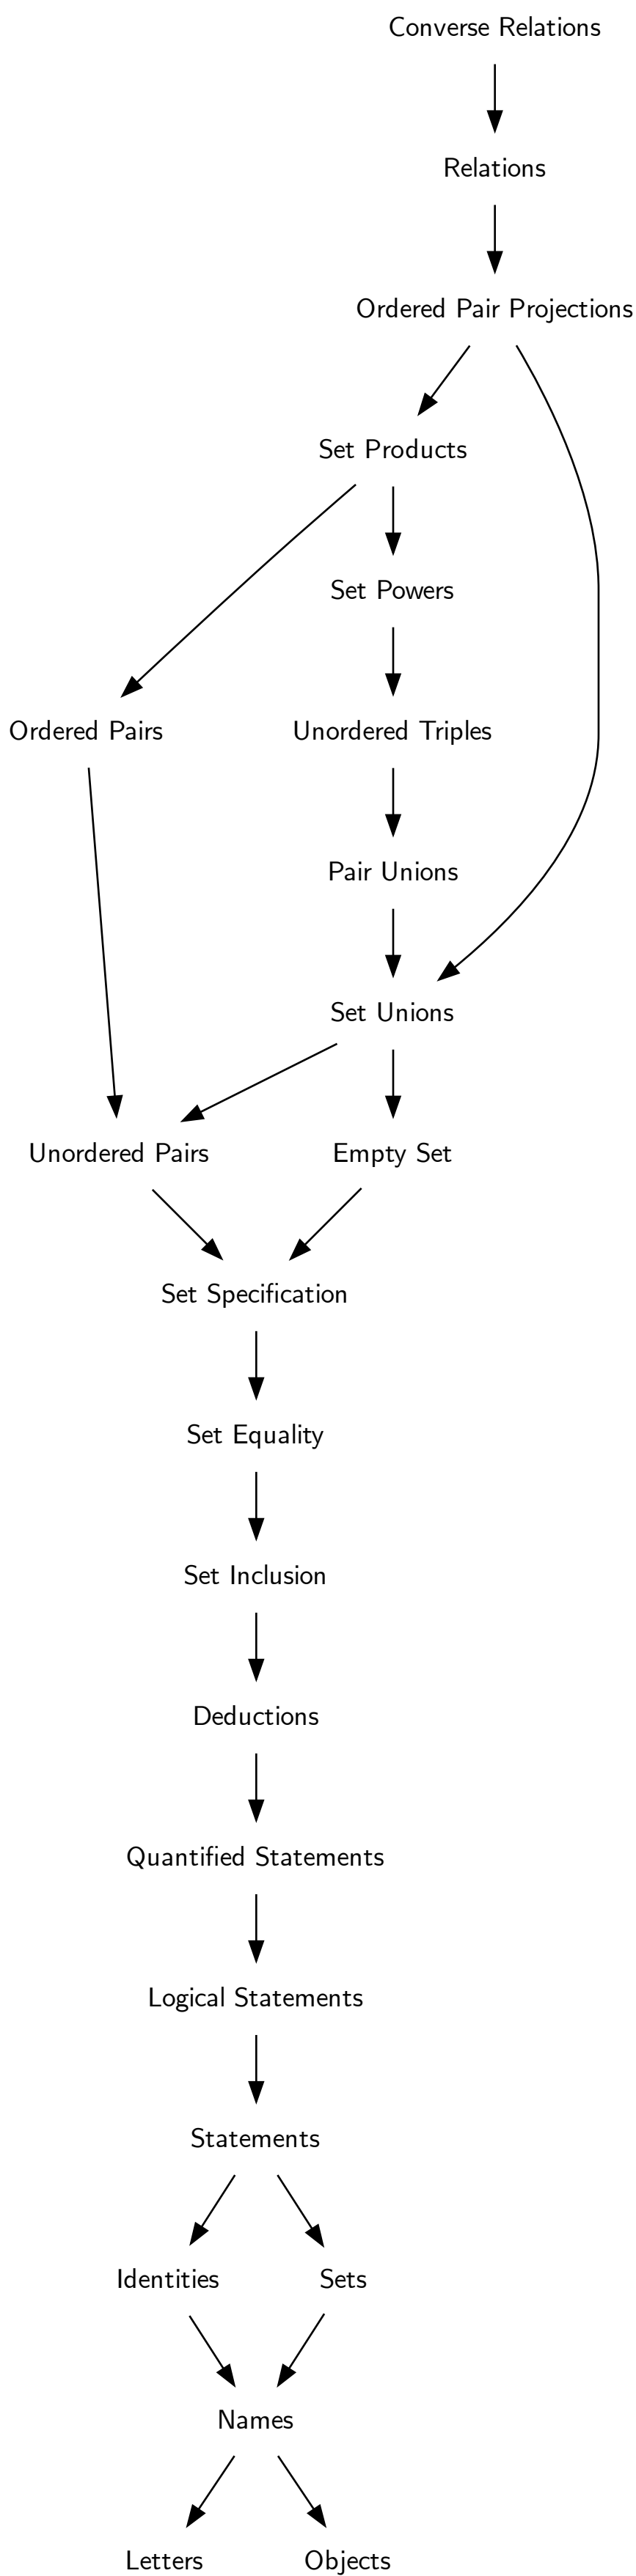 Converse Relations
Relations
Ordered Pair Projections
Set Products
Set Powers
Ordered Pairs
Unordered Triples
Pair Unions
Set Unions
Unordered Pairs
Empty Set
Set Specification
Set Equality
Set Inclusion
Deductions
Quantified Statements
Logical Statements
Statements
Identities
Sets
Names
Letters
Objects